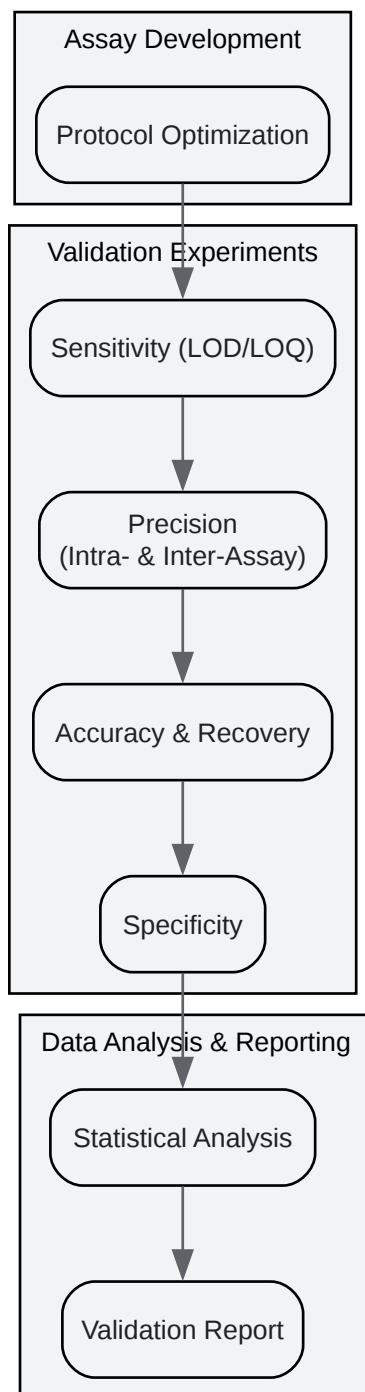 Assay Development
Protocol Optimization
Validation Experiments
Sensitivity (LOD/LOQ)
Precision
(Intra- & Inter-Assay)
Accuracy & Recovery
Specificity
Data Analysis & Reporting
Statistical Analysis
Validation Report